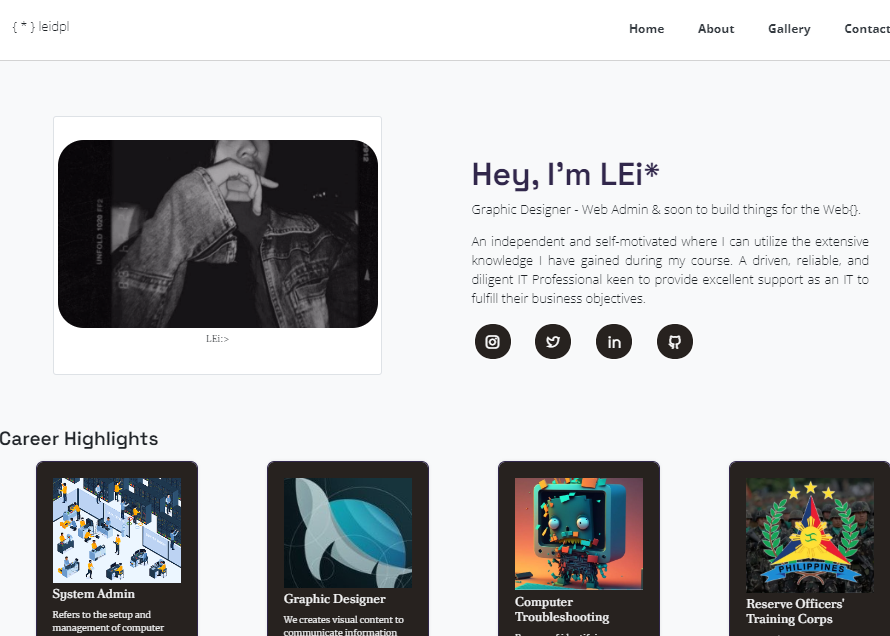 { * } leidpl
Home About Gallery Contact
UNFOLD 1020 FF2
Hey, I'm LEi*
Graphic Designer - Web Admin & soon to build things for the Web{}.
An independent and self-motivated where I can utilize the extensive
knowledge I have gained during my course. A driven, reliable, and
diligent IT Professional keen to provide excellent support as an IT to
fulfill their business objectives.
LEi:>
in
Career Highlights
System Admin
Refers to the setup and
management of computer
Graphic Designer
We creates visual content to
communicate information
Computer
Troubleshooting
PHILIPPINES
Reserve Officers'
Training Corps